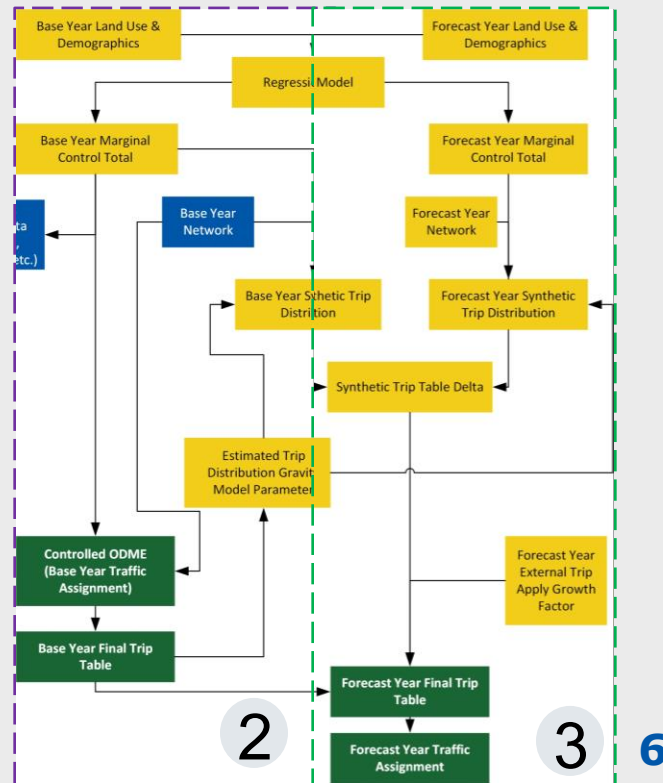 Base Year Land Use &
Demographics
Forecast Year Land Use &
Demographics
Regressi Model
Base Year Marginal
Control Total
Forecast Year Marginal
Control Total
ta
,
etc.)
Base Year
Network
Forecast Year
Network
Base Year Sthetic Trip
Distrition
Forecast Year Synthetic
Trip Distribution
Synthetic Trip Table Delta
Estimated Trip
Distribution Gravit
Model Parameter
Controlled ODME
(Base Year Traffic
Assignment)
Forecast Year
External Trip
Apply Growth
Factor
Base Year Final Trip
Table
Forecast Year Final Trip
Table
Forecast Year Traffic
Assignment
2
3
6